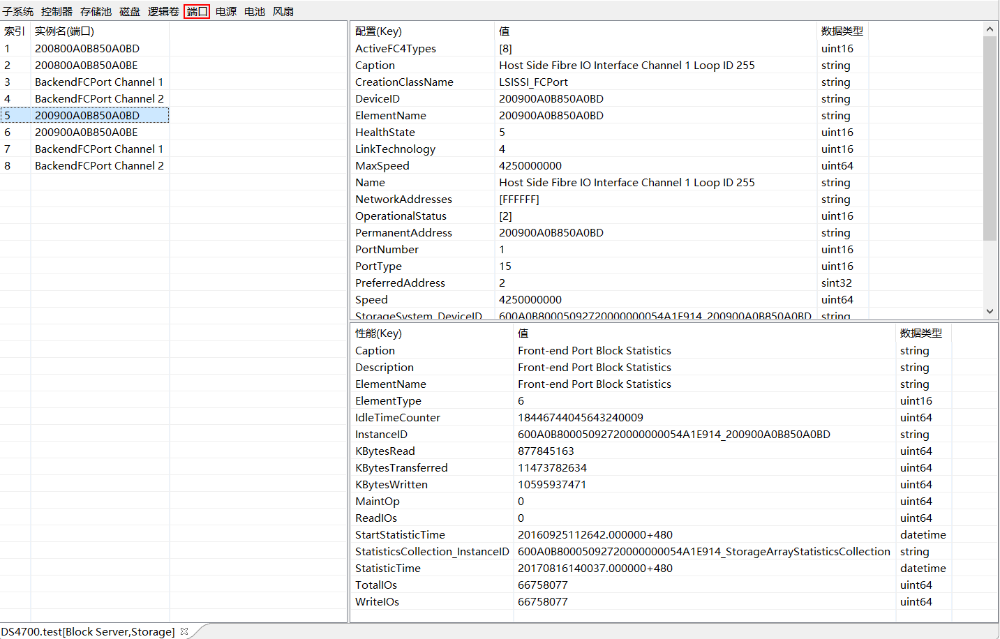 子系统 控制器 存储池 磁盘 逻辑卷 端口 电源 电池 风扇
索引 实例名(端口)
1 200800A0B850A0BD
2 200800A0B850A0BE
3 BackendFCPort Channel 1
4 BackendFCPort Channel 2
5 200900A0B850A0BD
6 200900A0B850A0BE
7 BackendFCPort Channel 1
8 BackendFCPort Channel 2
配置(Key) 值 数据类型
ActiveFC4Types [8] uint16
Caption Host Side Fibre IO Interface Channel 1 Loop ID 255 string
CreationClassName LSISSI_FCPort string
DeviceID 200900A0B850A0BD string
ElementName 200900A0B850A0BD string
HealthState 5 uint16
LinkTechnology 4 uint16
MaxSpeed 4250000000 uint64
Name Host Side Fibre IO Interface Channel 1 Loop ID 255 string
NetworkAddresses [FFFFFF] string
OperationalStatus [2] uint16
PermanentAddress 200900A0B850A0BD string
PortNumber 1 uint16
PortType 15 uint16
PreferredAddress 2 sint32
Speed 4250000000 uint64
StorageSystem_DeviceID 600A0B80005092720000000054A1E914_200900A0B850A0BD string
性能(Key) 值 数据类型
Caption Front-end Port Block Statistics string
Description Front-end Port Block Statistics string
ElementName Front-end Port Block Statistics string
ElementType 6 uint16
IdleTimeCounter 18446744045643240009 uint64
InstanceID 600A0B80005092720000000054A1E914_200900A0B850A0BD string
KBytesRead 877845163 uint64
KBytesTransferred 11473782634 uint64
KBytesWritten 10595937471 uint64
MaintOp 0 uint64
ReadIOs 0 uint64
StartStatisticTime 20160925112642.000000+480 datetime
StatisticsCollection_InstanceID 600A0B80005092720000000054A1E914_StorageArrayStatisticsCollection string
StatisticTime 20170816140037.000000+480 datetime
TotalIOs 66758077 uint64
WriteIOs 66758077 uint64
DS4700.test[Block Server,Storage]